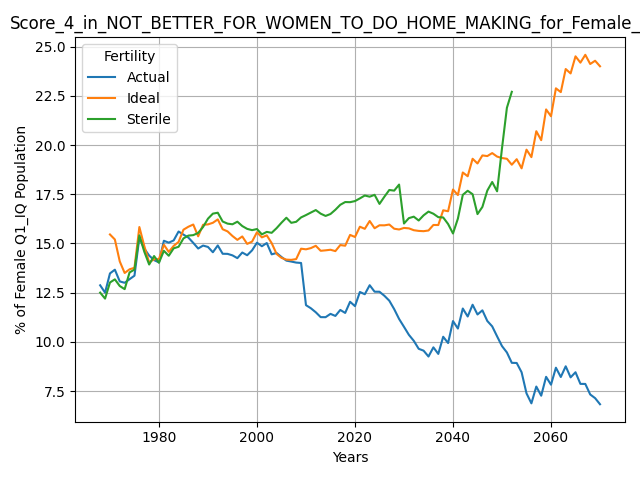 Score_4_in_NOT_BETTER_FOR_WOMEN_TO_DO_HOME_MAKING_for_Female_
Fertility
Actual
Ideal
Sterile
% of Female Q1_IQ Population
25.0
22.5
20.0
17.5
15.0
12.5
10.0
7.5
1980
2000
2020
2040
2060
Years